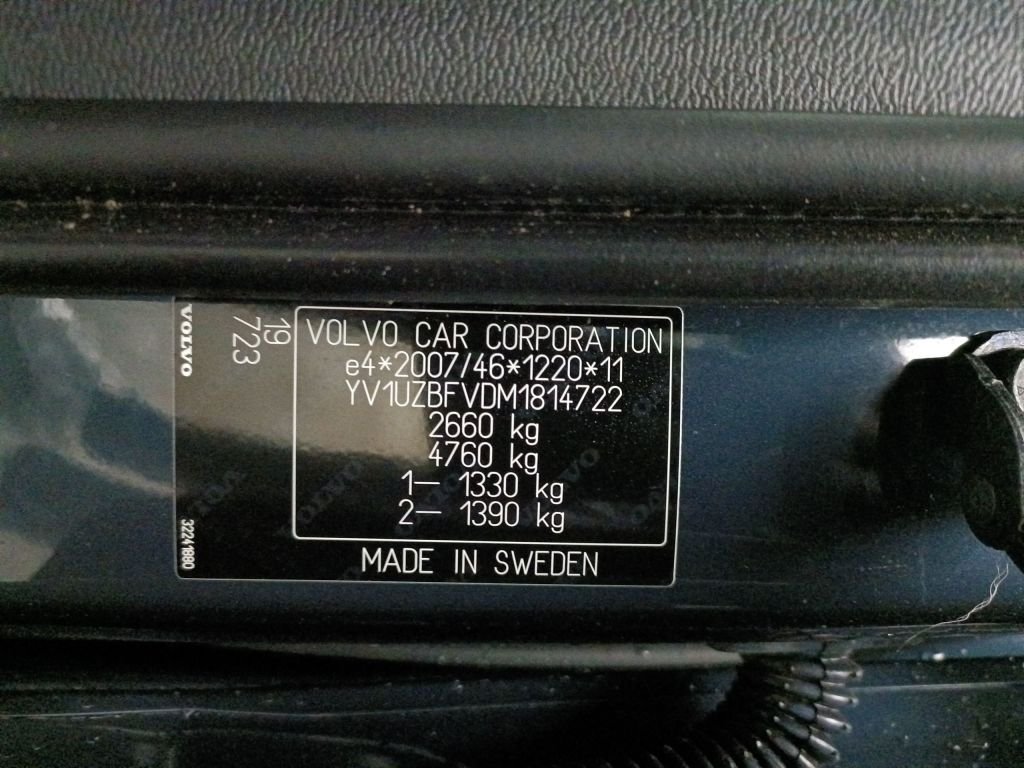 VOLVO
19
723
VOLVO CAR CORPORATION
e4*2007/46*1220*11
YV1UZBFVDM1814722
2660 kg
4760 kg
1— 1330 kg
2— 1390 kg
MADE IN SWEDEN